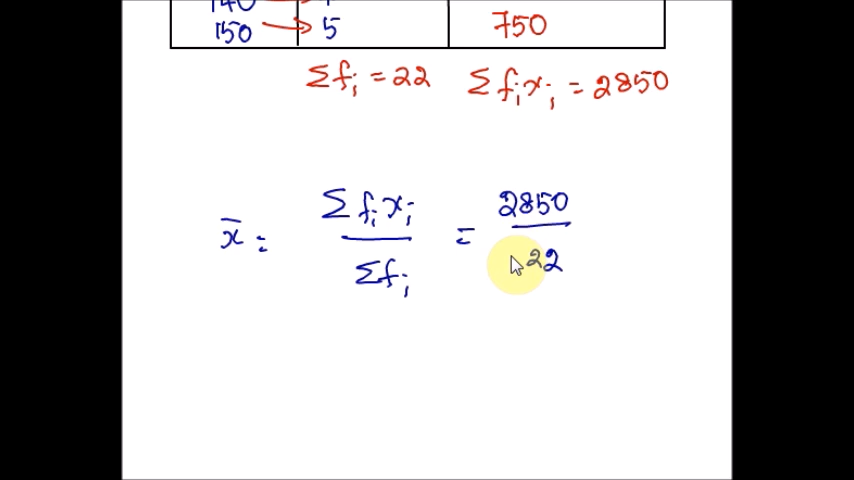 150 → 5 750
Σfᵢ = 22 Σfᵢxᵢ = 2850
x̄ = Σfᵢxᵢ / Σfᵢ = 2850 / 22